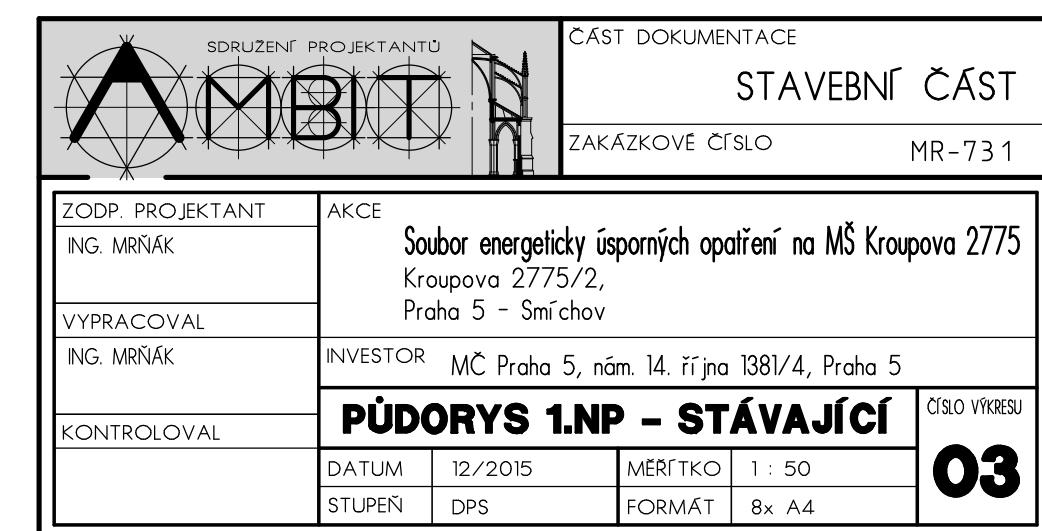 SDRUŽENÍ PROJEKTANTŮ
AMBIT
ČÁST DOKUMENTACE
STAVEBNÍ ČÁST
ZAKÁZKOVÉ ČÍSLO
MR-731
ZODP. PROJEKTANT
ING. MRŇÁK
VYPRACOVAL
ING. MRŇÁK
KONTROLOVAL
AKCE
Soubor energeticky úsporných opatření na MŠ Kroupova 2775
Kroupova 2775/2,
Praha 5 - Smíchov
INVESTOR
MČ Praha 5, nám. 14. října 1381/4, Praha 5
PŮDORYS 1.NP - STÁVAJÍCÍ
ČÍSLO VÝKRESU
03
DATUM 12/2015 MĚŘÍTKO 1 : 50
STUPEŇ DPS FORMÁT 8x A4